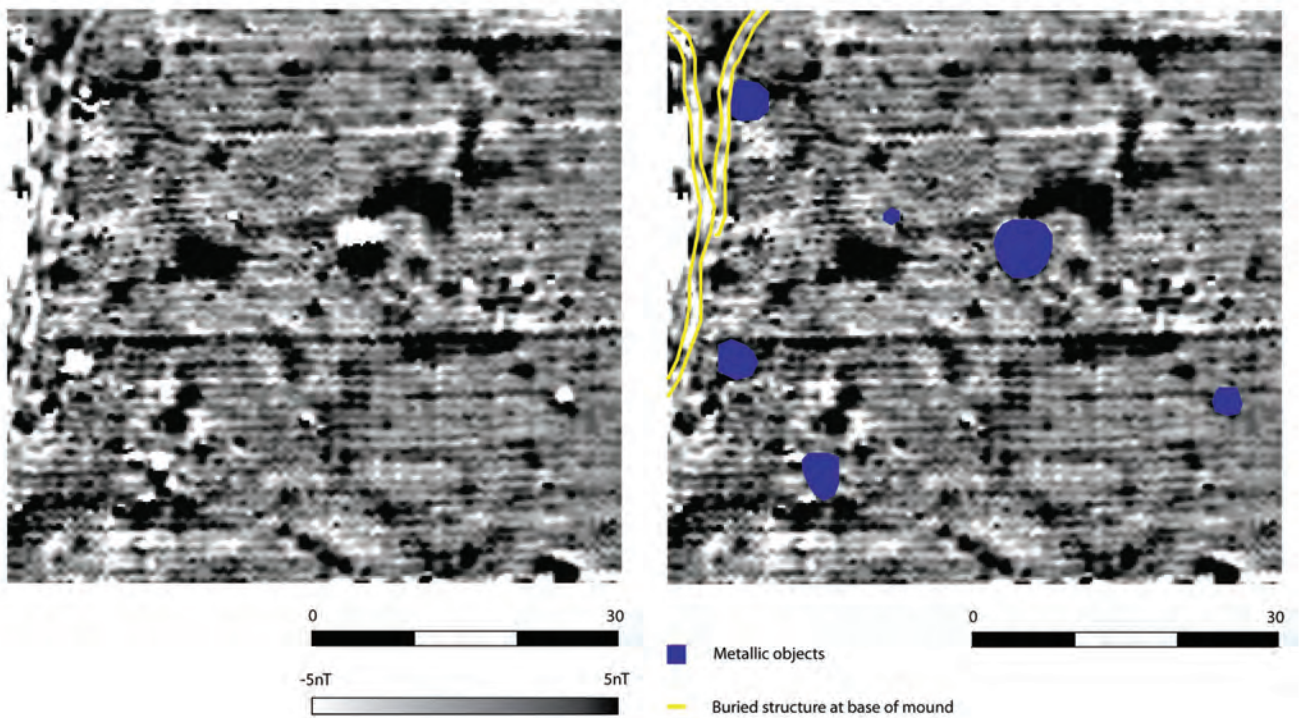 0 30
-5nT 5nT
0 30
Metallic objects
Buried structure at base of mound